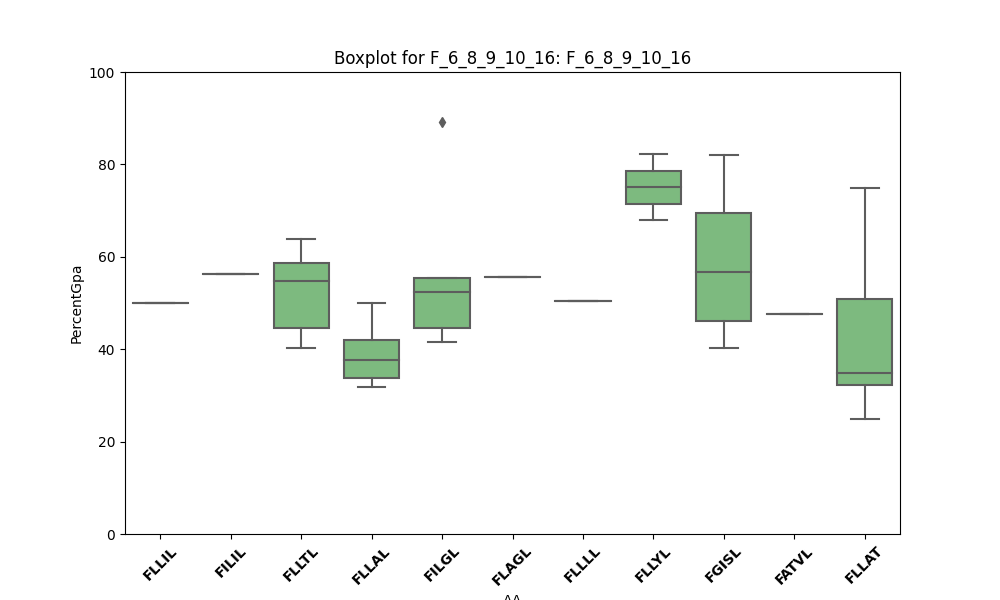 Boxplot for F_6_8_9_10_16: F_6_8_9_10_16
100
80
60
40
20
0
PercentGpa
FLLIL
FILIL
FLLTL
FLLAL
FILGL
FLAGL
FLLLL
FLLYL
FGISL
FATVL
FLLAT
AA